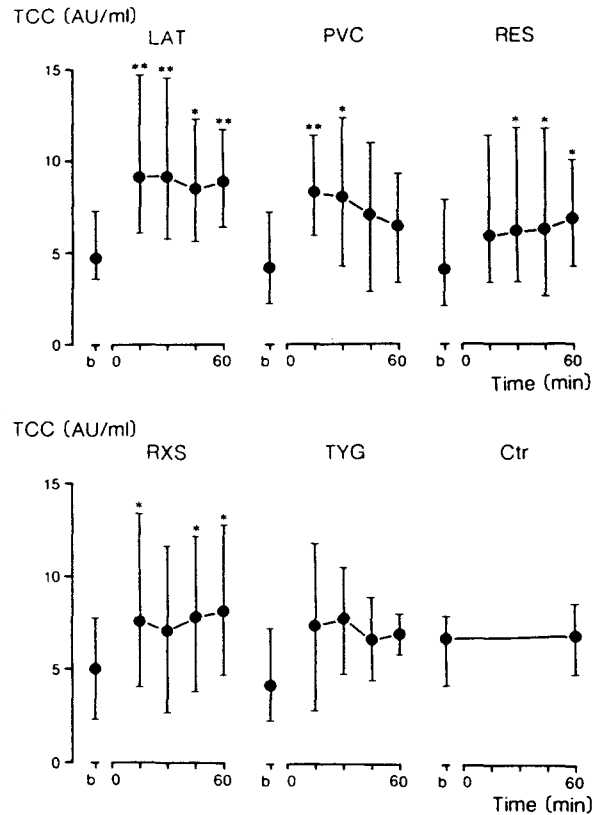 TCC (AU/ml)
LAT PVC RES
15
** ** * **
** *
* * *
10
5
0
b 0 60 b 0 60 b 0 60
Time (min)
TCC (AU/ml)
RXS TYG Ctr
15
* * *
10
5
0
b 0 60 b 0 60 b 0 60
Time (min)